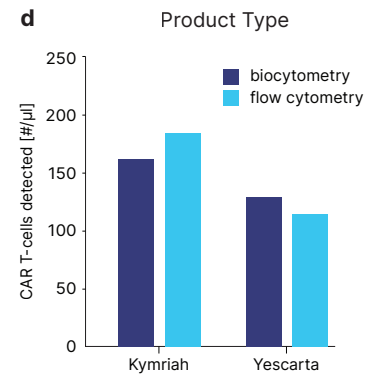 d
Product Type
biocytometry
flow cytometry
CAR T-cells detected [#/µl]
250
200
150
100
50
0
Kymriah
Yescarta